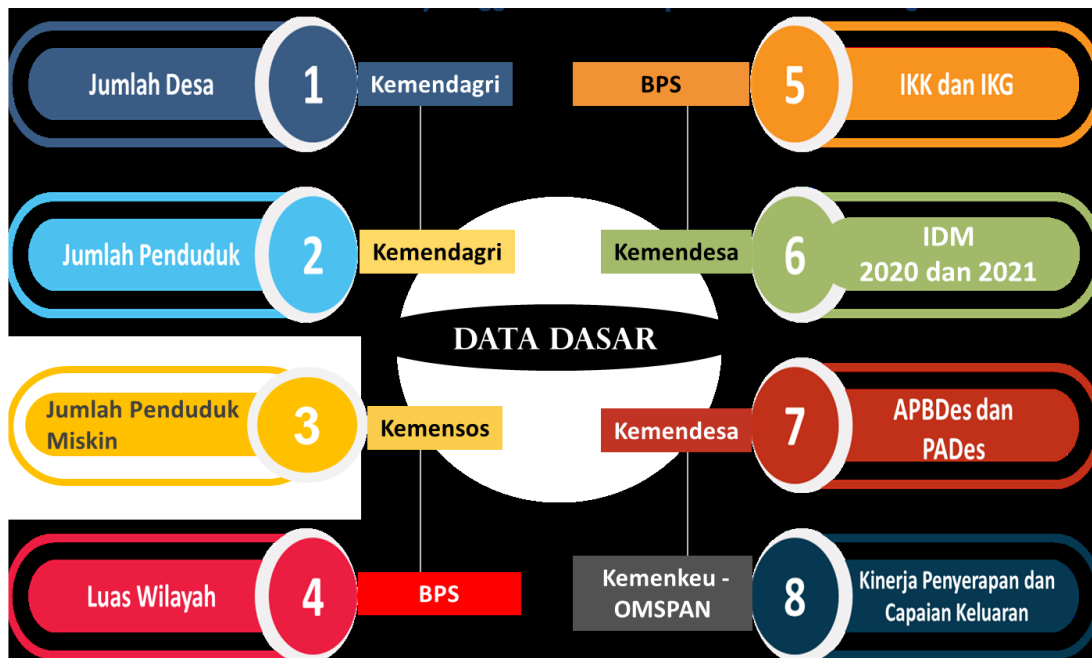 Jumlah Desa
1
Kemendagri
Jumlah Penduduk
2
Kemendagri
Jumlah Penduduk
Miskin
3
Kemensos
Luas Wilayah
4
BPS
DATA DASAR
BPS
5
IKK dan IKG
Kemendesa
6
IDM
2020 dan 2021
Kemendesa
7
APBDes dan
PADes
Kemenkeu -
OMSPAN
8
Kinerja Penyerapan dan
Capaian Keluaran